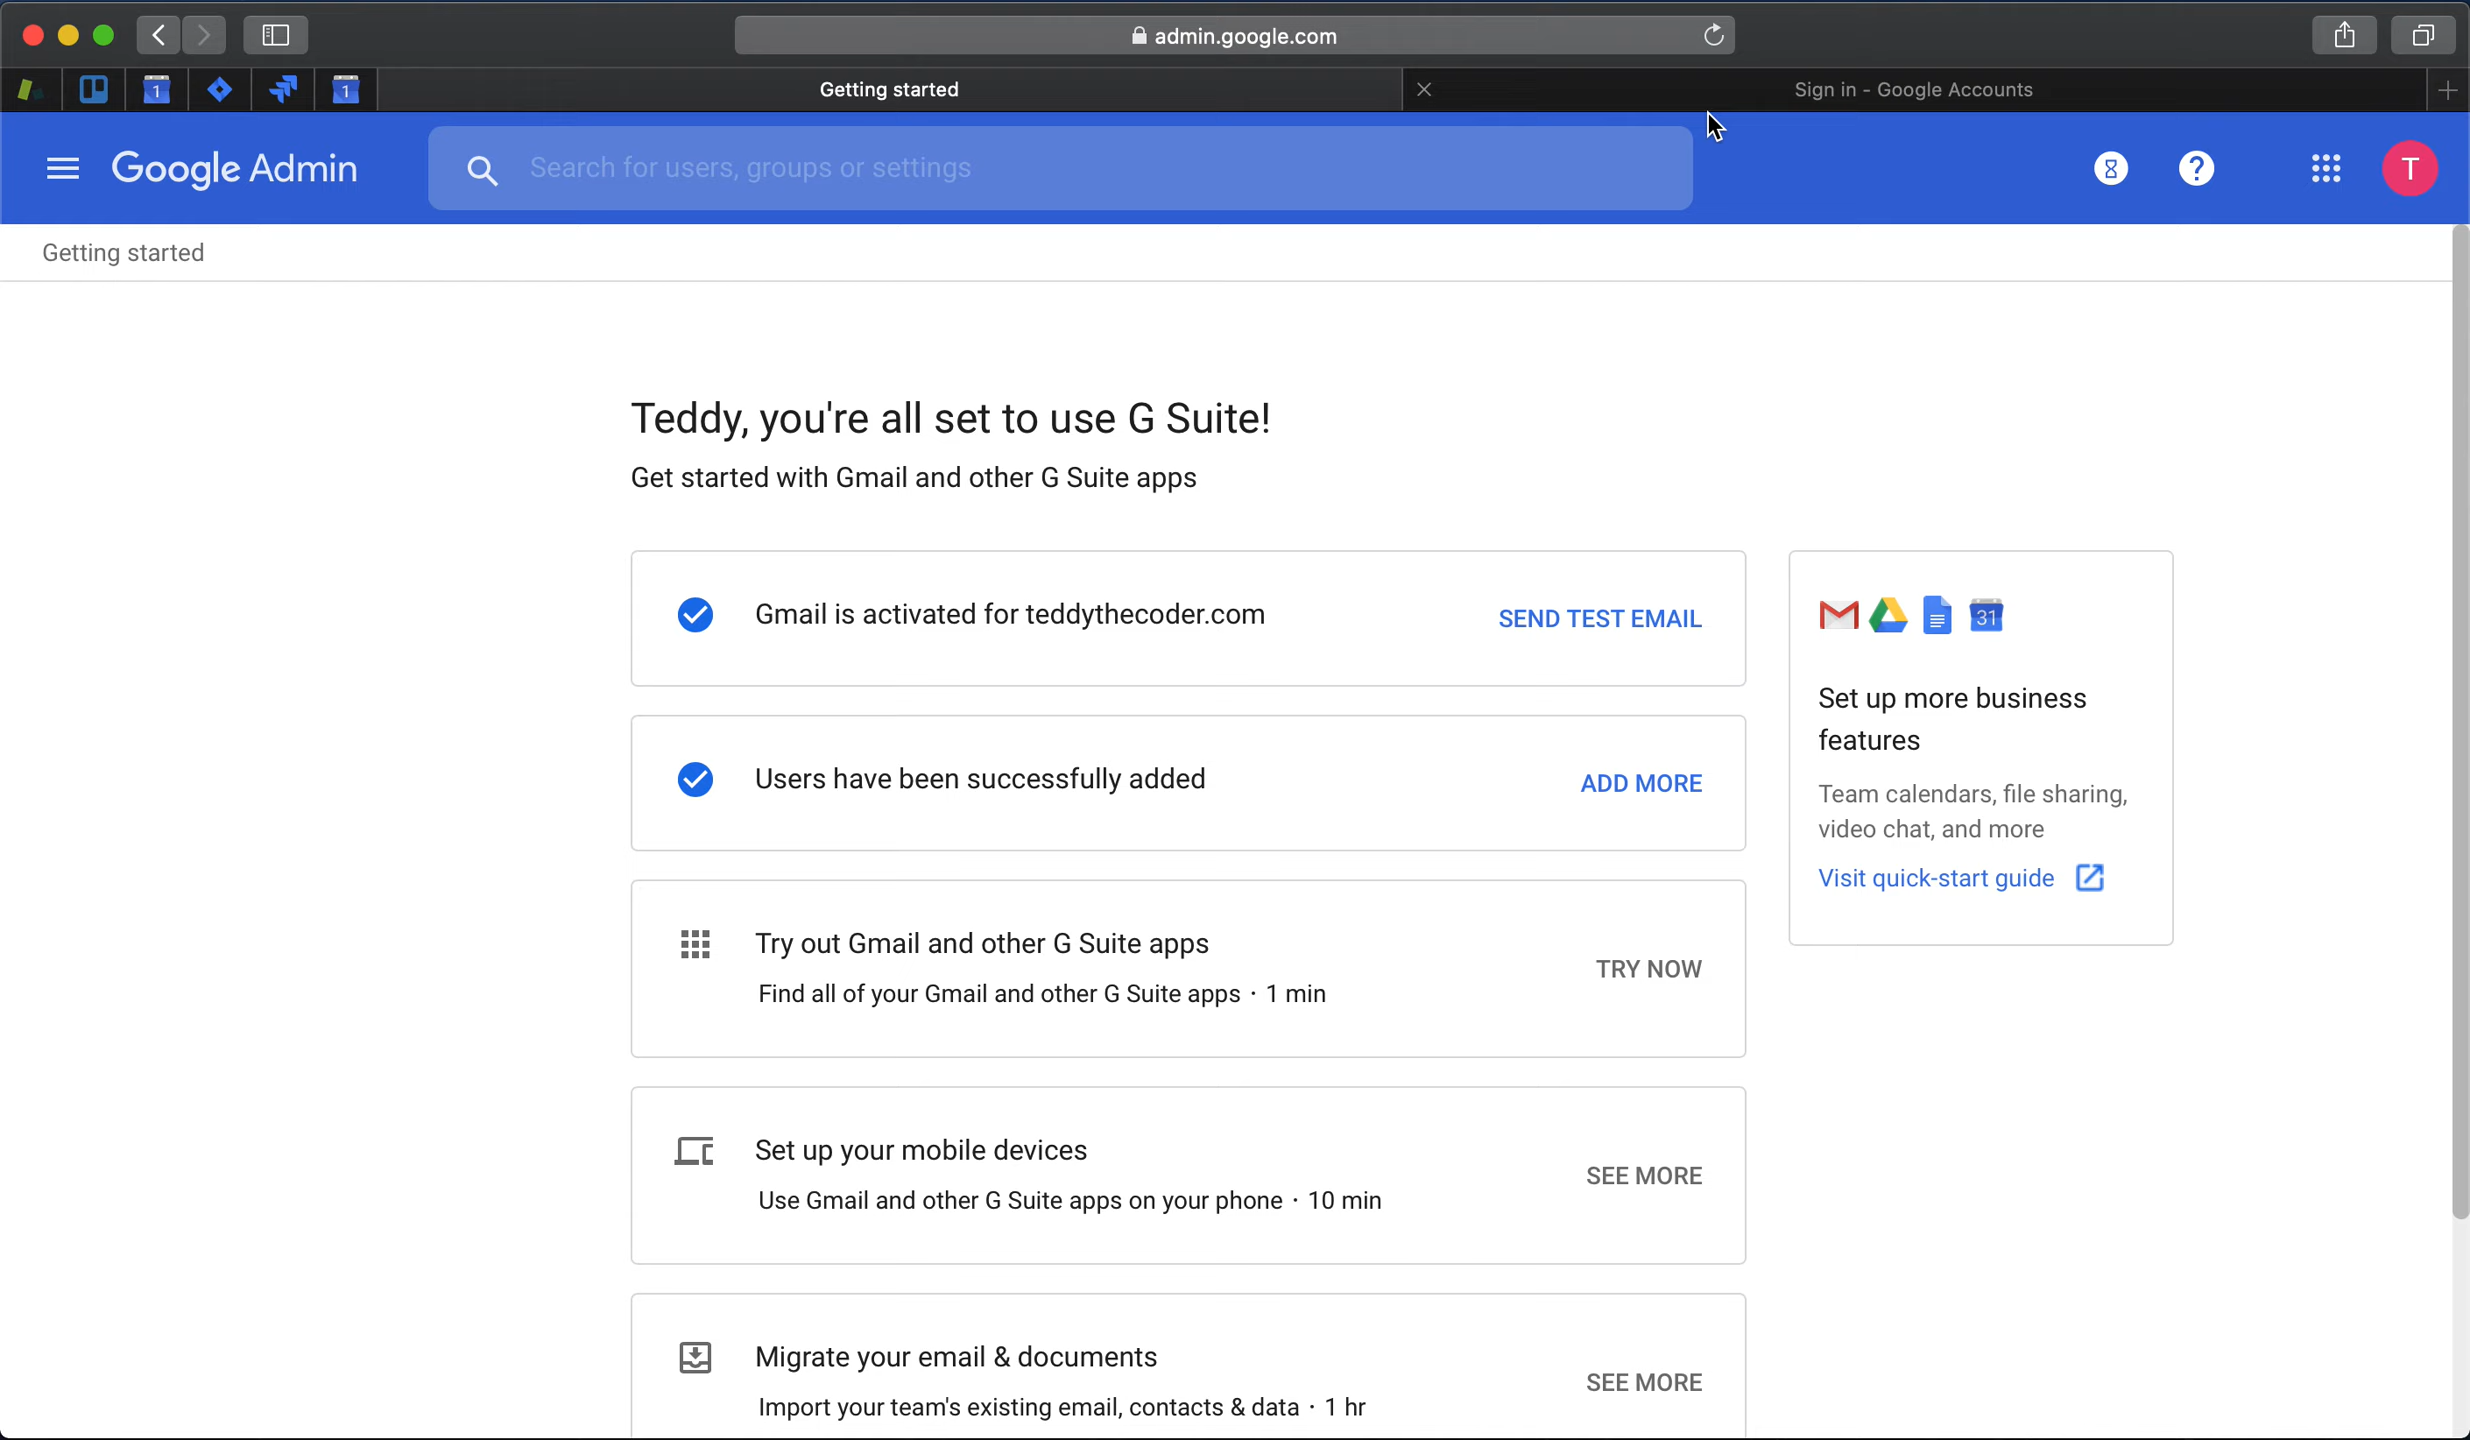 admin.google.com
1
1
Getting started
Sign in - Google Accounts
Google Admin
Search for users, groups or settings
?
T
Getting started
Teddy, you're all set to use G Suite!
Get started with Gmail and other G Suite apps
Gmail is activated for teddythecoder.com
SEND TEST EMAIL
Users have been successfully added
ADD MORE
Try out Gmail and other G Suite apps
Find all of your Gmail and other G Suite apps · 1 min
TRY NOW
Set up your mobile devices
Use Gmail and other G Suite apps on your phone · 10 min
SEE MORE
Migrate your email & documents
Import your team's existing email, contacts & data · 1 hr
SEE MORE
31
Set up more business
features
Team calendars, file sharing,
video chat, and more
Visit quick-start guide